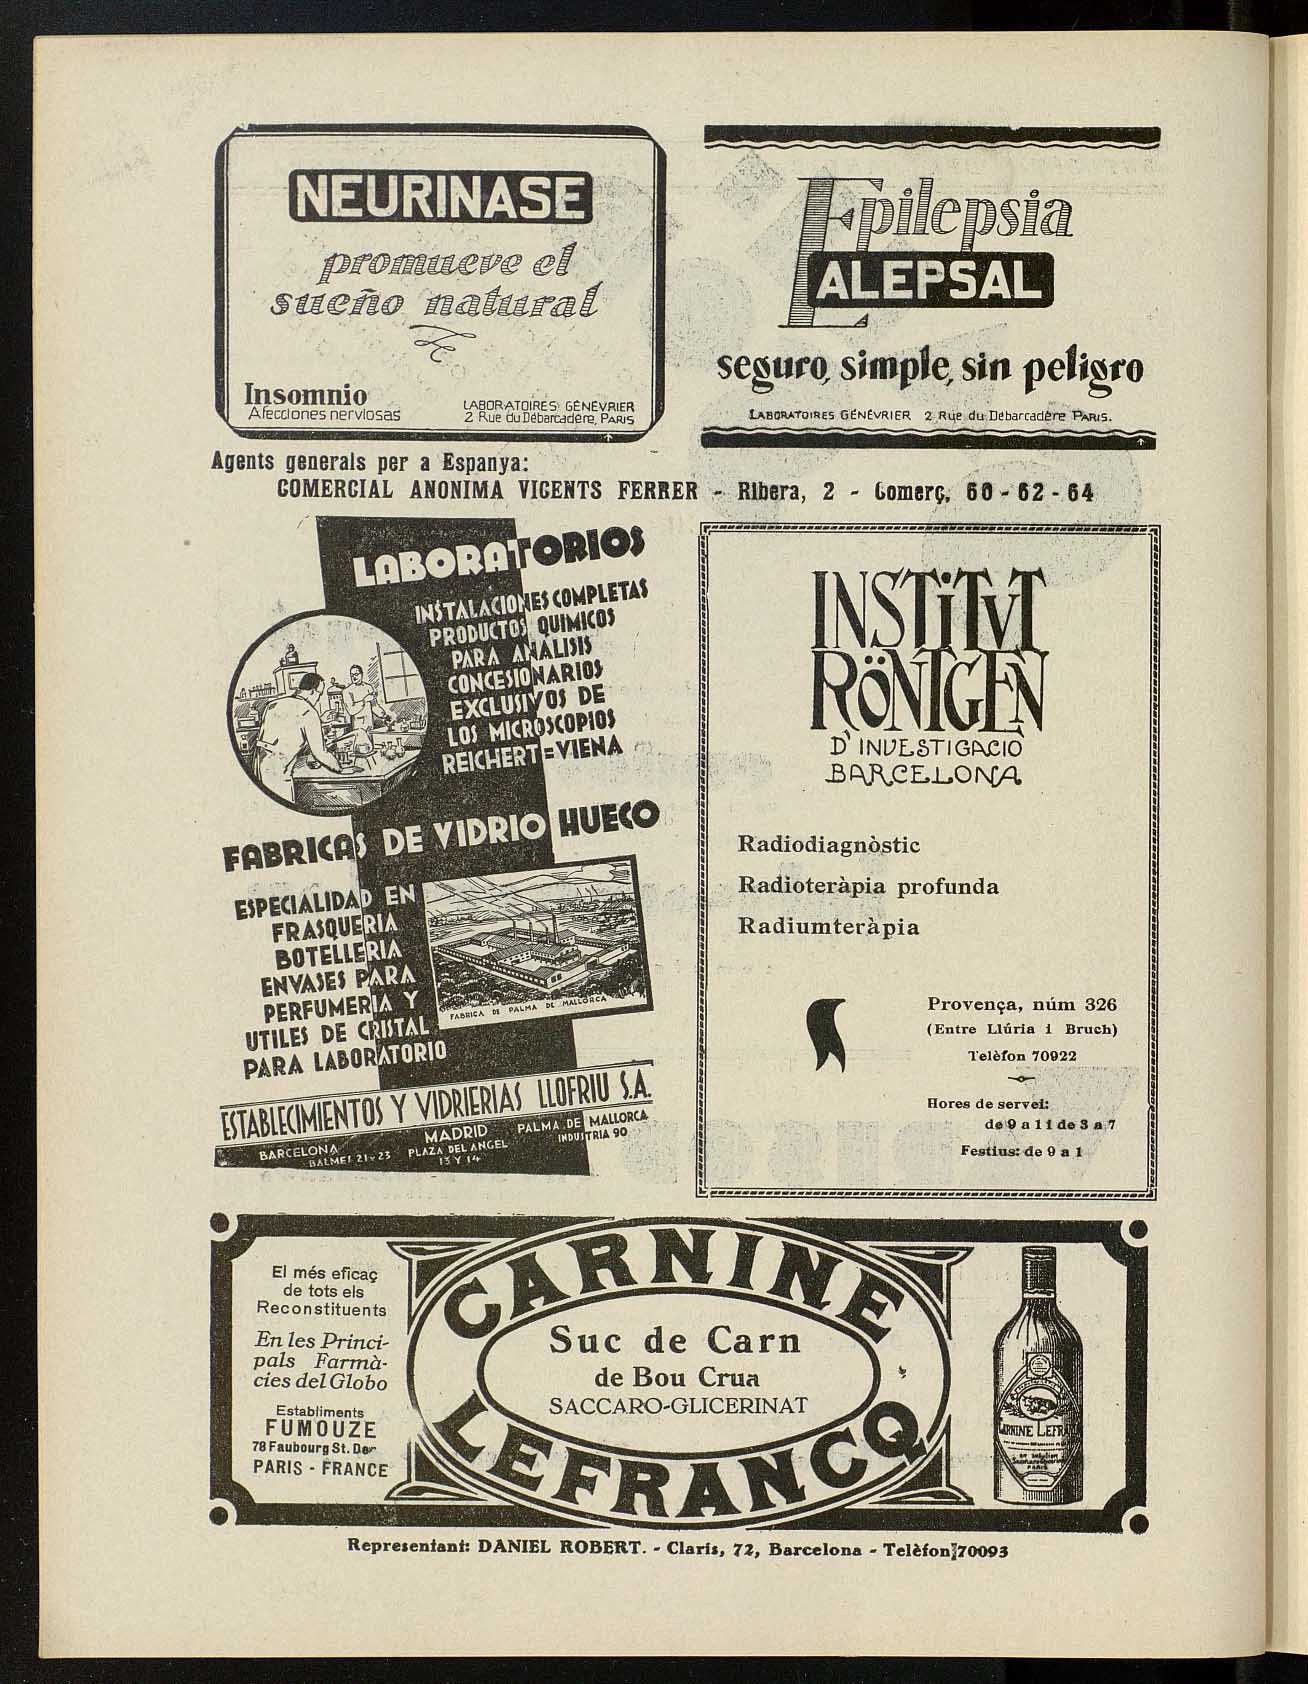 NEURINASE
promueve el
sueño natural
Insomnio
Afecciones nerviosas
LABORATOIRES GÉNÉVRIER
2 Rue du Débarcadère, PARIS
Epilepsia
ALEPSAL
seguro, simple, sin peligro
LABORATOIRES GÉNÉVRIER 2 Rue du Débarcadère PARIS.
Agents generals per a Espanya:
COMERCIAL ANONIMA VICENTS FERRER - Ribera, 2 - Comerç, 60 - 62 - 64
LABORATORIOS
INSTALACIONES COMPLETAS
PRODUCTOS QUIMICOS
PARA ANALISIS
CONCESIONARIOS
EXCLUSIVOS DE
LOS MICROSCOPIOS
REICHERT = VIENA
FABRICAS DE VIDRIO HUECO
ESPECIALIDAD EN
FRASQUERIA
BOTELLERIA
ENVASES PARA
PERFUMERIA Y
UTILES DE CRISTAL
PARA LABORATORIO
FABRICA DE PALMA DE MALLORCA
ESTABLECIMIENTOS Y VIDRIERIAS LLOFRIU S.A.
BARCELONA
BALMES 21 Y 23
MADRID
PLAZA DEL ANGEL
13 Y 14
PALMA DE MALLORCA
INDUSTRIA 90
INSTITVT
RÖNTGEN
D'INVESTIGACIO
BARCELONA
Radiodiagnòstic
Radioteràpia profunda
Radiumteràpia
Provença, núm 326
(Entre Llúria i Bruch)
Telèfon 70922
Hores de servei:
de 9 a 11 de 3 a 7
Festius: de 9 a 1
El més eficaç
de tots els
Reconstituents
En les Princi-
pals Farmà-
cies del Globo
Establiments
FUMOUZE
78 Faubourg St. Den
PARIS - FRANCE
CARNINE
Suc de Carn
de Bou Crua
SACCARO-GLICERINAT
LEFRANCQ
CARNINE LEFR
PARIS
Representant: DANIEL ROBERT. - Claris, 72, Barcelona - Telèfon 70093